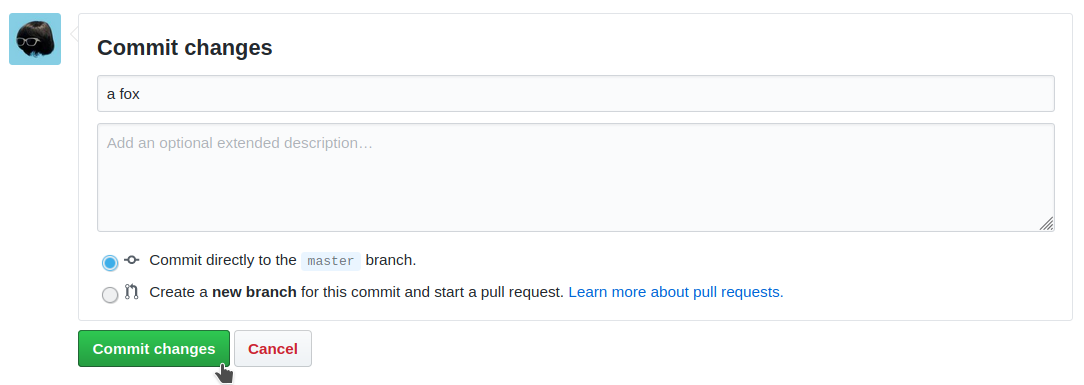 Commit changes
a fox
Add an optional extended description…
Commit directly to the master branch.
Create a new branch for this commit and start a pull request. Learn more about pull requests.
Commit changes Cancel